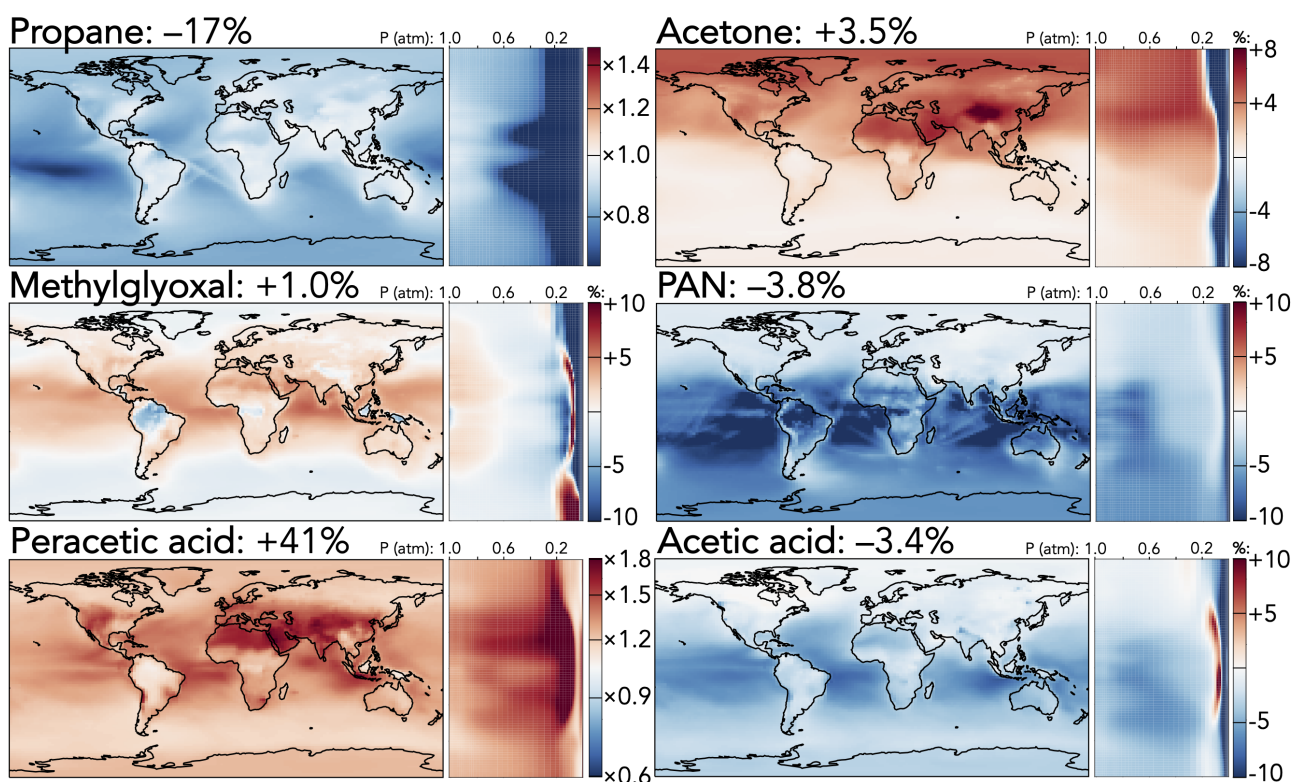 Propane: –17%
P (atm): 1.0 0.6 0.2
×1.4
×1.2
×1.0
×0.8
Acetone: +3.5%
P (atm): 1.0 0.6 0.2
%:
+8
+4
-4
-8
Methylglyoxal: +1.0%
P (atm): 1.0 0.6 0.2
%:
+10
+5
-5
-10
PAN: –3.8%
P (atm): 1.0 0.6 0.2
%:
+10
+5
-5
-10
Peracetic acid: +41%
P (atm): 1.0 0.6 0.2
×1.8
×1.5
×1.2
×0.9
×0.6
Acetic acid: –3.4%
P (atm): 1.0 0.6 0.2
%:
+10
+5
-5
-10